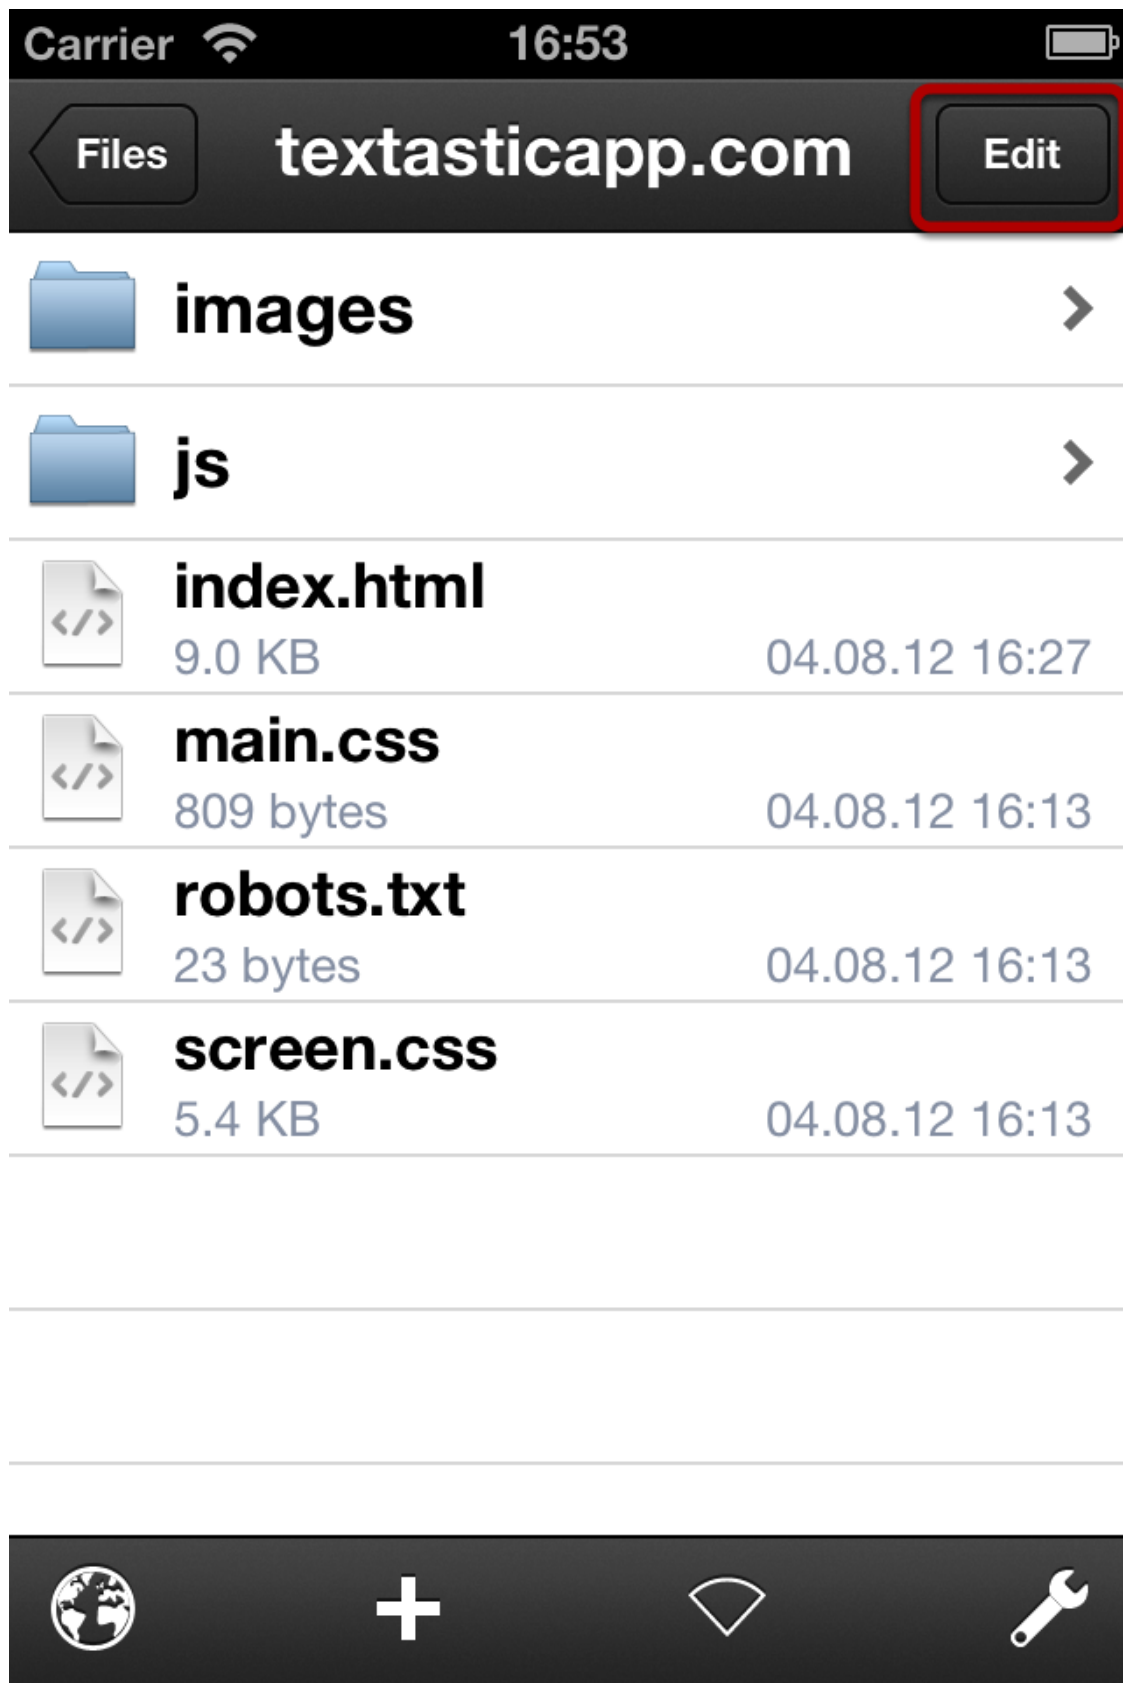 Carrier 16:53
Files textasticapp.com Edit
images
js
index.html
9.0 KB 04.08.12 16:27
main.css
809 bytes 04.08.12 16:13
robots.txt
23 bytes 04.08.12 16:13
screen.css
5.4 KB 04.08.12 16:13